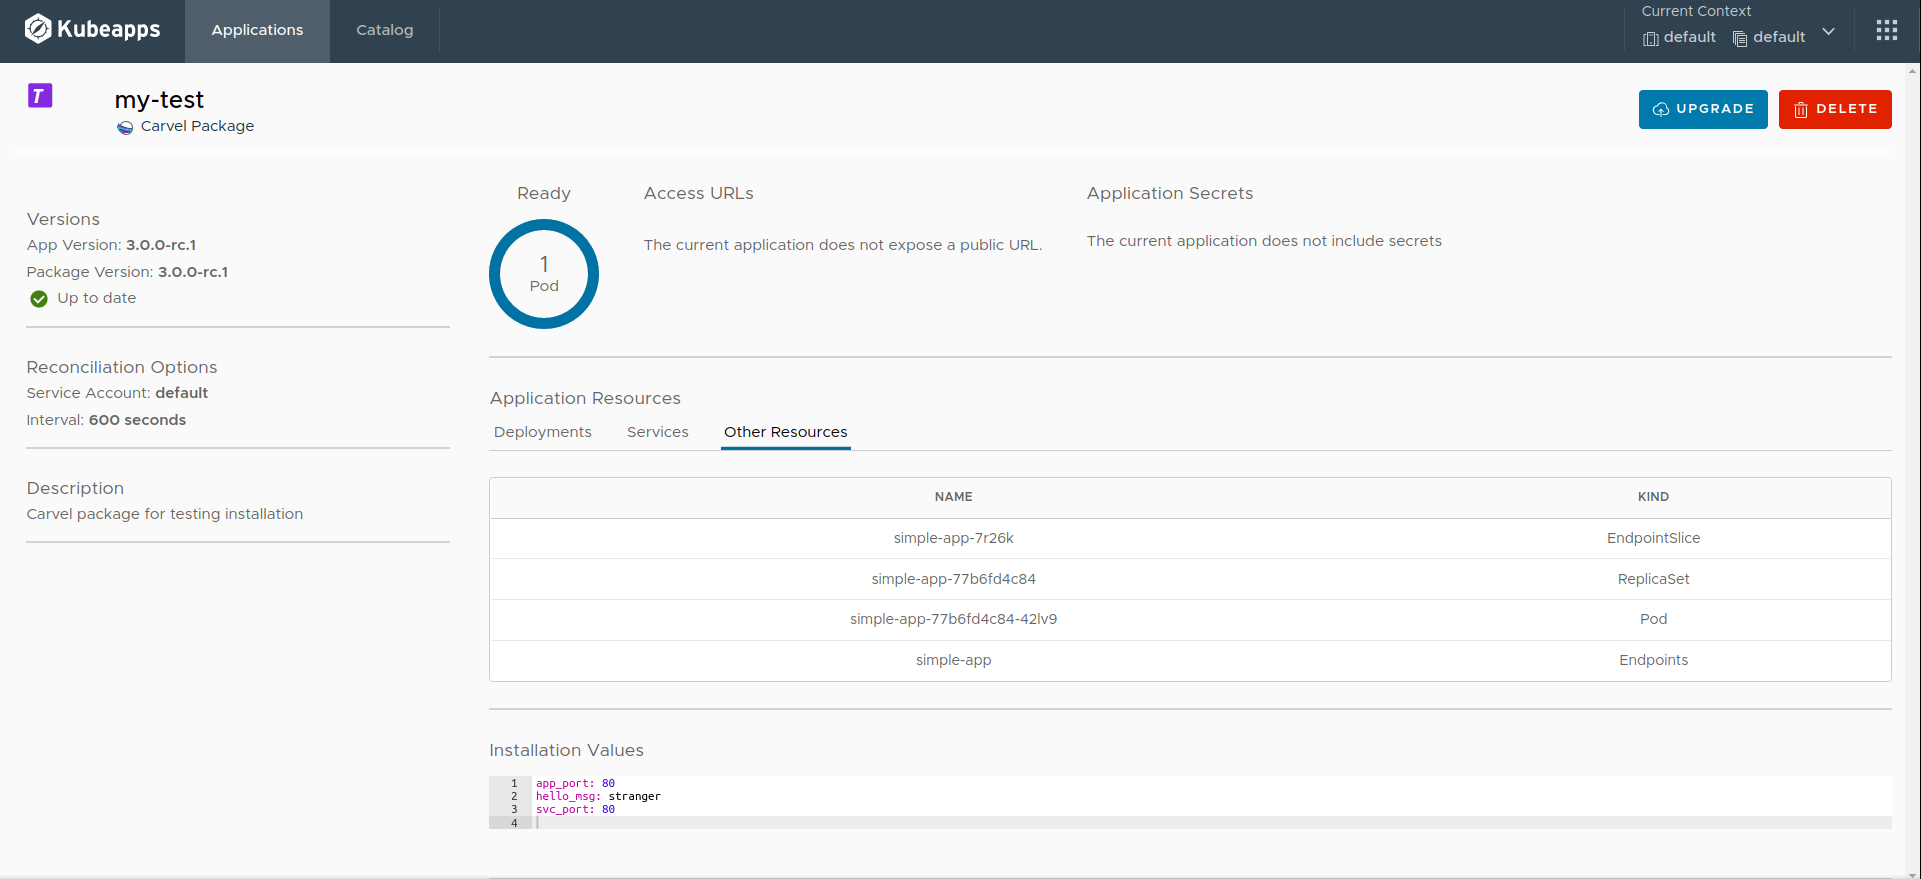 Kubeapps
Applications
Catalog
Current Context
default default
T
my-test
Carvel Package
UPGRADE
DELETE
Versions
App Version: 3.0.0-rc.1
Package Version: 3.0.0-rc.1
Up to date
Reconciliation Options
Service Account: default
Interval: 600 seconds
Description
Carvel package for testing installation
Ready
1
Pod
Access URLs
The current application does not expose a public URL.
Application Secrets
The current application does not include secrets
Application Resources
Deployments Services Other Resources
NAME KIND
simple-app-7r26k EndpointSlice
simple-app-77b6fd4c84 ReplicaSet
simple-app-77b6fd4c84-42lv9 Pod
simple-app Endpoints
Installation Values
1 app_port: 80
2 hello_msg: stranger
3 svc_port: 80
4